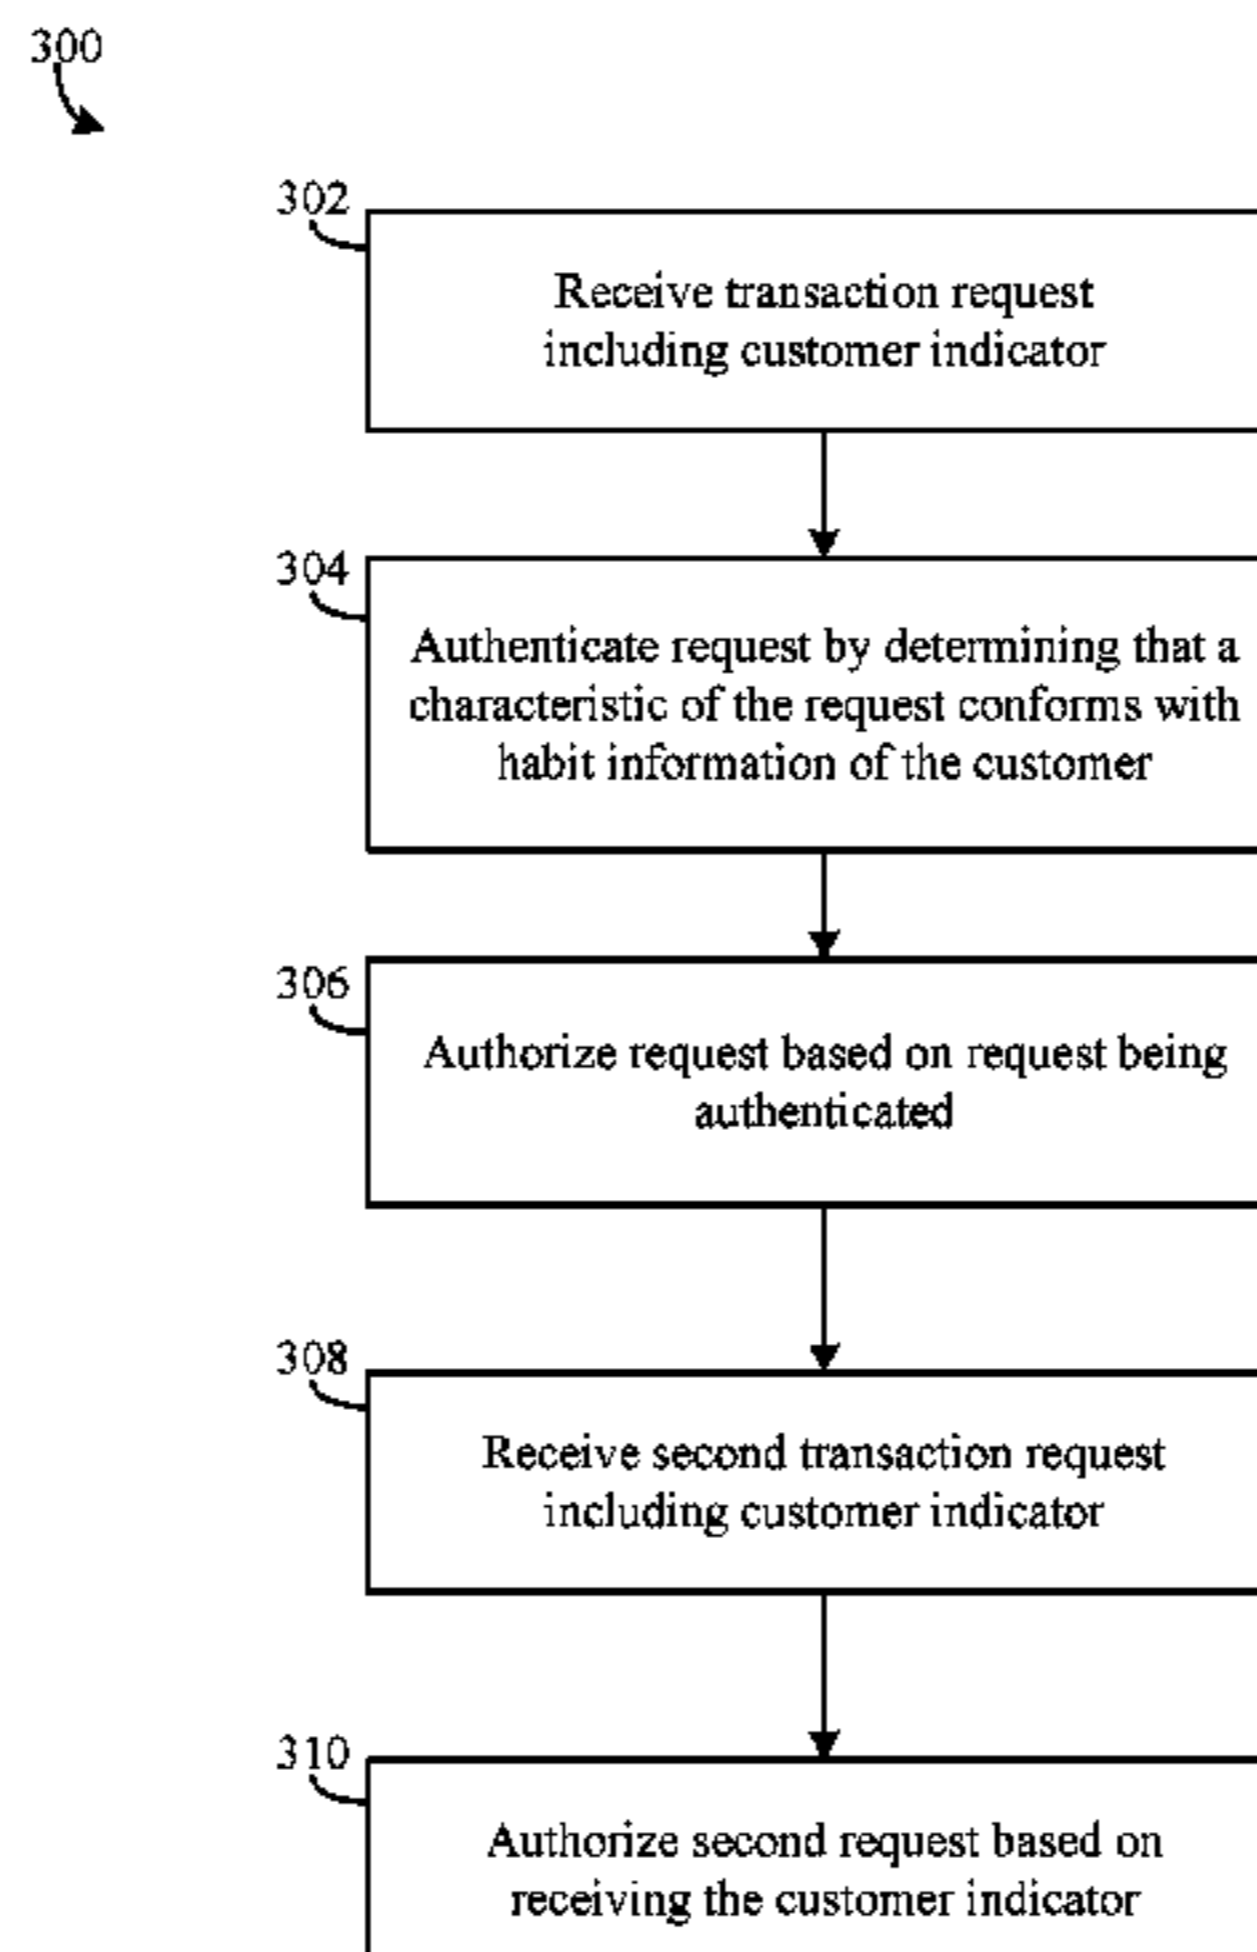 300
302
Receive transaction request
including customer indicator
304
Authenticate request by determining that a
characteristic of the request conforms with
habit information of the customer
306
Authorize request based on request being
authenticated
308
Receive second transaction request
including customer indicator
310
Authorize second request based on
receiving the customer indicator